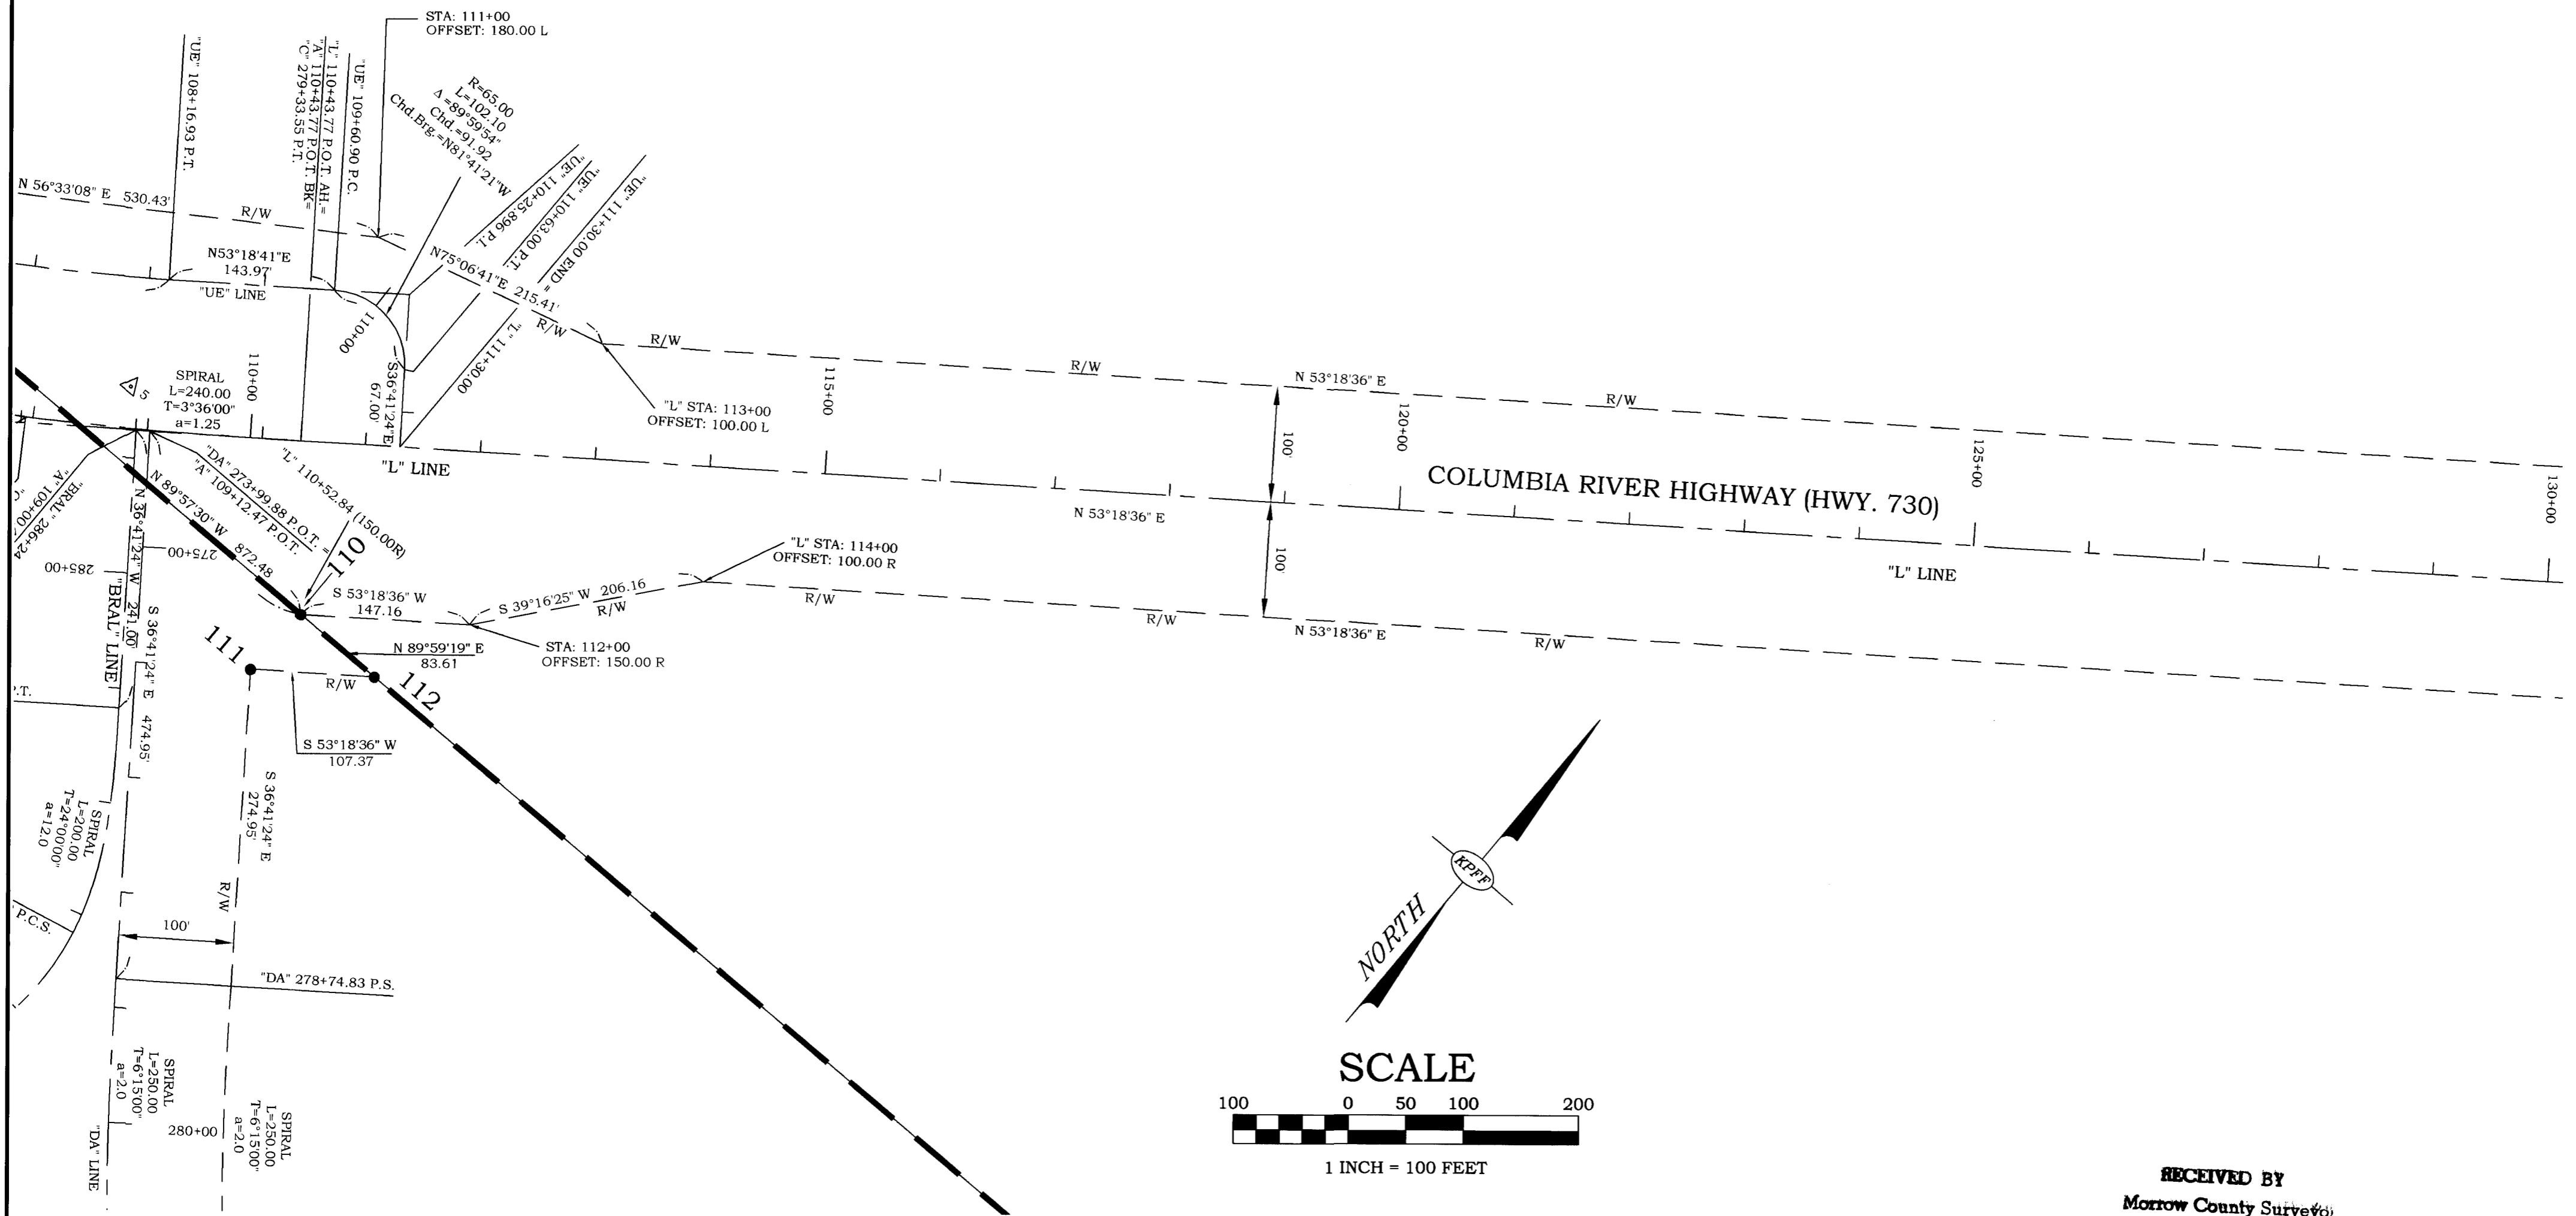 STA: 111+00
OFFSET: 180.00 L
"UE" 108+16.93 P.T.
"L" 110+43.77 P.O.T. AH.=
"A" 110+43.77 P.O.T. BK=
"C" 279+33.55 P.T.
"UE" 109+60.90 P.C.
R=65.00
L=102.10
Δ=89°59'54"
Chd.=91.92
Chd.Brg.=N81°41'21"W
"UE" 110+25.896 P.I.
"UE" 110+63.00 P.T.
"UE" 111+30.00 END =
"L" 111+30.00
N 56°33'08" E 530.43'
R/W
N53°18'41"E
143.97'
"UE" LINE
N75°06'41"E 215.41'
R/W
110+00
S36°41'24"E
67.00'
R/W
R/W
N 53°18'36" E
R/W
5
SPIRAL
L=240.00
T=3°36'00"
a=1.25
110+00
"L" STA: 113+00
OFFSET: 100.00 L
115+00
100'
120+00
125+00
130+00
"L" LINE
COLUMBIA RIVER HIGHWAY (HWY. 730)
N 53°18'36" E
"L" LINE
100'
"L" 110+52.84 (150.00R)
"DA" 273+99.88 P.O.T. =
"A" 109+12.47 P.O.T.
N 89°57'30" W 872.48
"BRAL" 286+24
"A" 109+00
"C"
N 36°41'24" W 241.00'
275+00
285+00
"BRAL" LINE
S 36°41'24" E 474.95'
110
"L" STA: 114+00
OFFSET: 100.00 R
S 53°18'36" W
147.16
S 39°16'25" W 206.16
R/W
R/W
R/W
N 53°18'36" E
R/W
111
N 89°59'19" E
83.61
STA: 112+00
OFFSET: 150.00 R
R/W
112
P.T.
S 53°18'36" W
107.37
S 36°41'24" E
274.95'
R/W
SPIRAL
L=200.00
T=24°00'00"
a=12.0
P.C.S.
100'
"DA" 278+74.83 P.S.
SPIRAL
L=250.00
T=6°15'00"
a=2.0
SPIRAL
L=250.00
T=6°15'00"
a=2.0
280+00
"DA" LINE
KPFF
NORTH
SCALE
100 0 50 100 200
1 INCH = 100 FEET
RECEIVED BY
Morrow County Surveyor